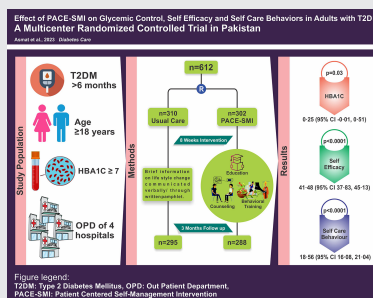 Effect of PACE-SMI on Glycemic Control, Self Efficacy and Self Care Behaviors in Adults with T2D
A Multicenter Randomized Controlled Trial in Pakistan
Asmat et al., 2023 Diabetes Care
Study Population
T2DM
>6 months
Age
≥18 years
HBA1C ≥ 7
OPD of 4
hospitals
Methods
n=612
R
n=310
Usual Care
n=302
PACE-SMI
8 Weeks Intervention
Brief information
on life style change
communicated
verbally/ through
written pamphlet.
Education
Counseling
Behavioral
Training
3 Months Follow up
n=295
n=288
Results
p=0.03
HBA1C
0-25 (95% CI -0-01, 0-51)
p<0.0001
Self
Efficacy
41-48 (95% CI 37-83, 45-13)
p<0.0001
Self Care
Behaviour
18-56 (95% CI 16-08, 21-04)
Figure legend:
T2DM: Type 2 Diabetes Mellitus, OPD: Out Patient Department,
PACE-SMI: Patient Centered Self-Management Intervention